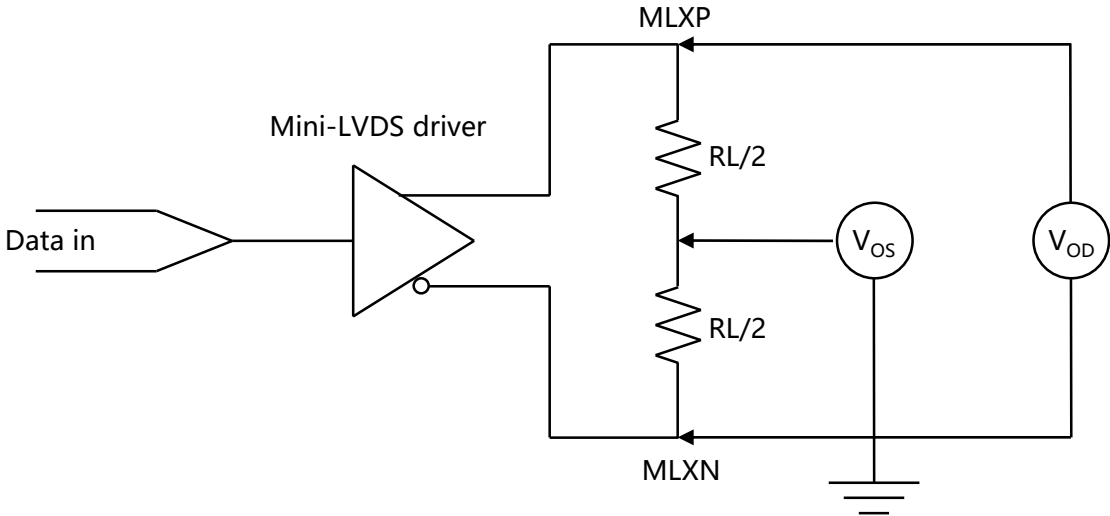 MLXP
Mini-LVDS driver
RL/2
Data in
VOS
VOD
RL/2
MLXN